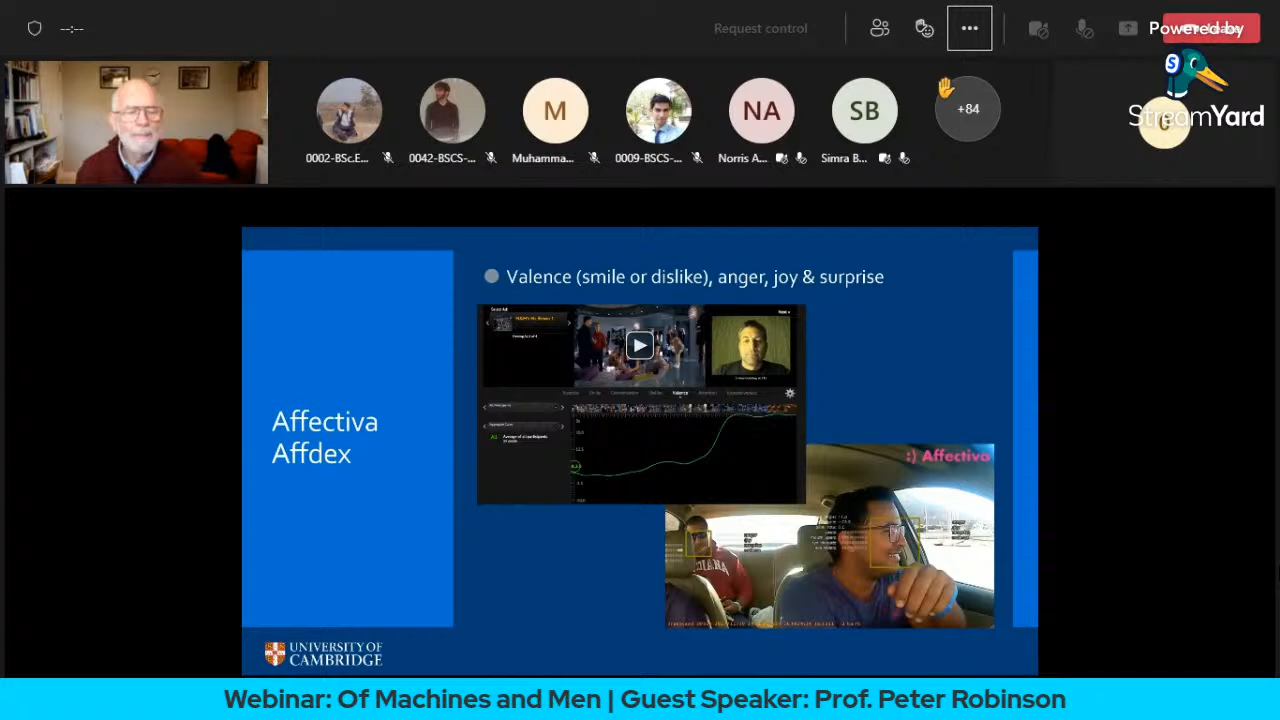 --:--
Request control
Powered by
S
StreamYard
M
NA
SB
+84
0002-BSc.E...
0042-BSCS-...
Muhamma...
0009-BSCS-...
Norris A...
Simra B...
Affectiva
Affdex
Valence (smile or dislike), anger, joy & surprise
Valence
:) Affectiva
INDIANA
UNIVERSITY OF
CAMBRIDGE
Webinar: Of Machines and Men | Guest Speaker: Prof. Peter Robinson